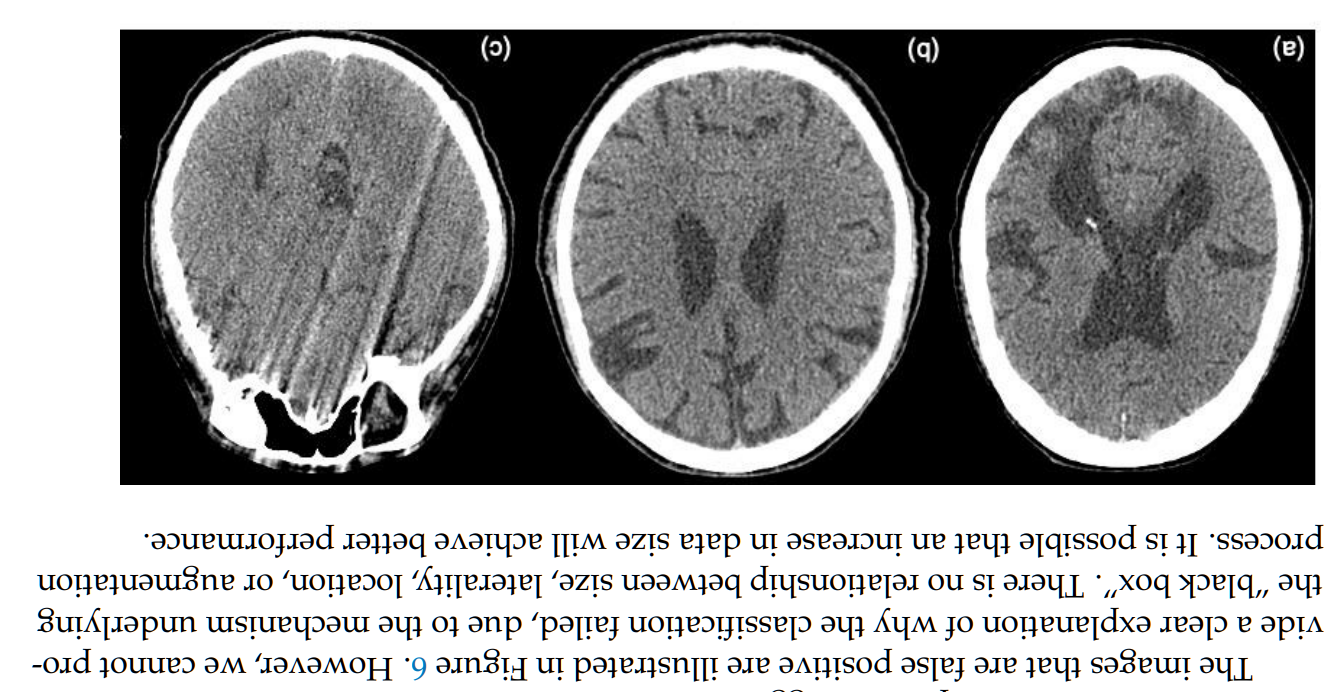 The images that are false positive are illustrated in Figure 6. However, we cannot pro-
vide a clear explanation of why the classification failed, due to the mechanism underlying
the “black box”. There is no relationship between size, laterality, location, or augmentation
process. It is possible that an increase in data size will achieve better performance.
(a)
(b)
(c)